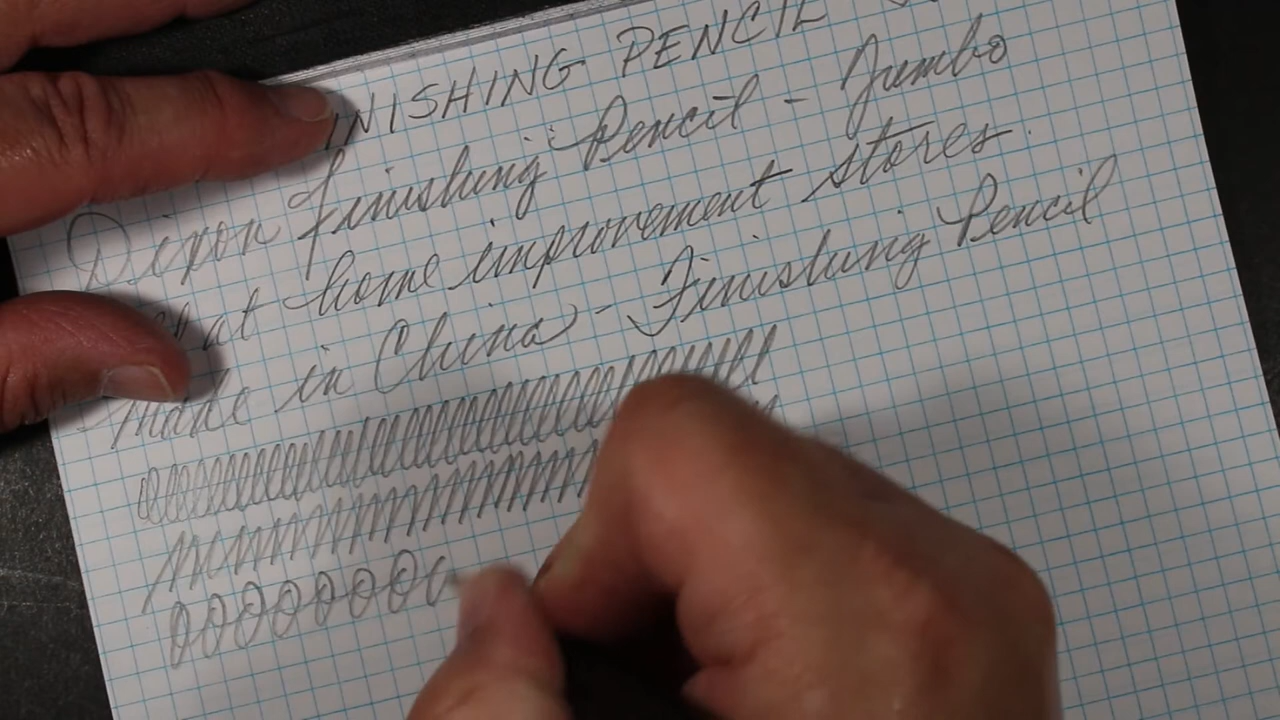 INISHING PENCIL
Dixon Finishing Pencil - Jumbo
at home improvement stores.
Made in China - Finishing Pencil